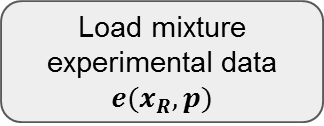 Load mixture
experimental data
e(x_R, p)